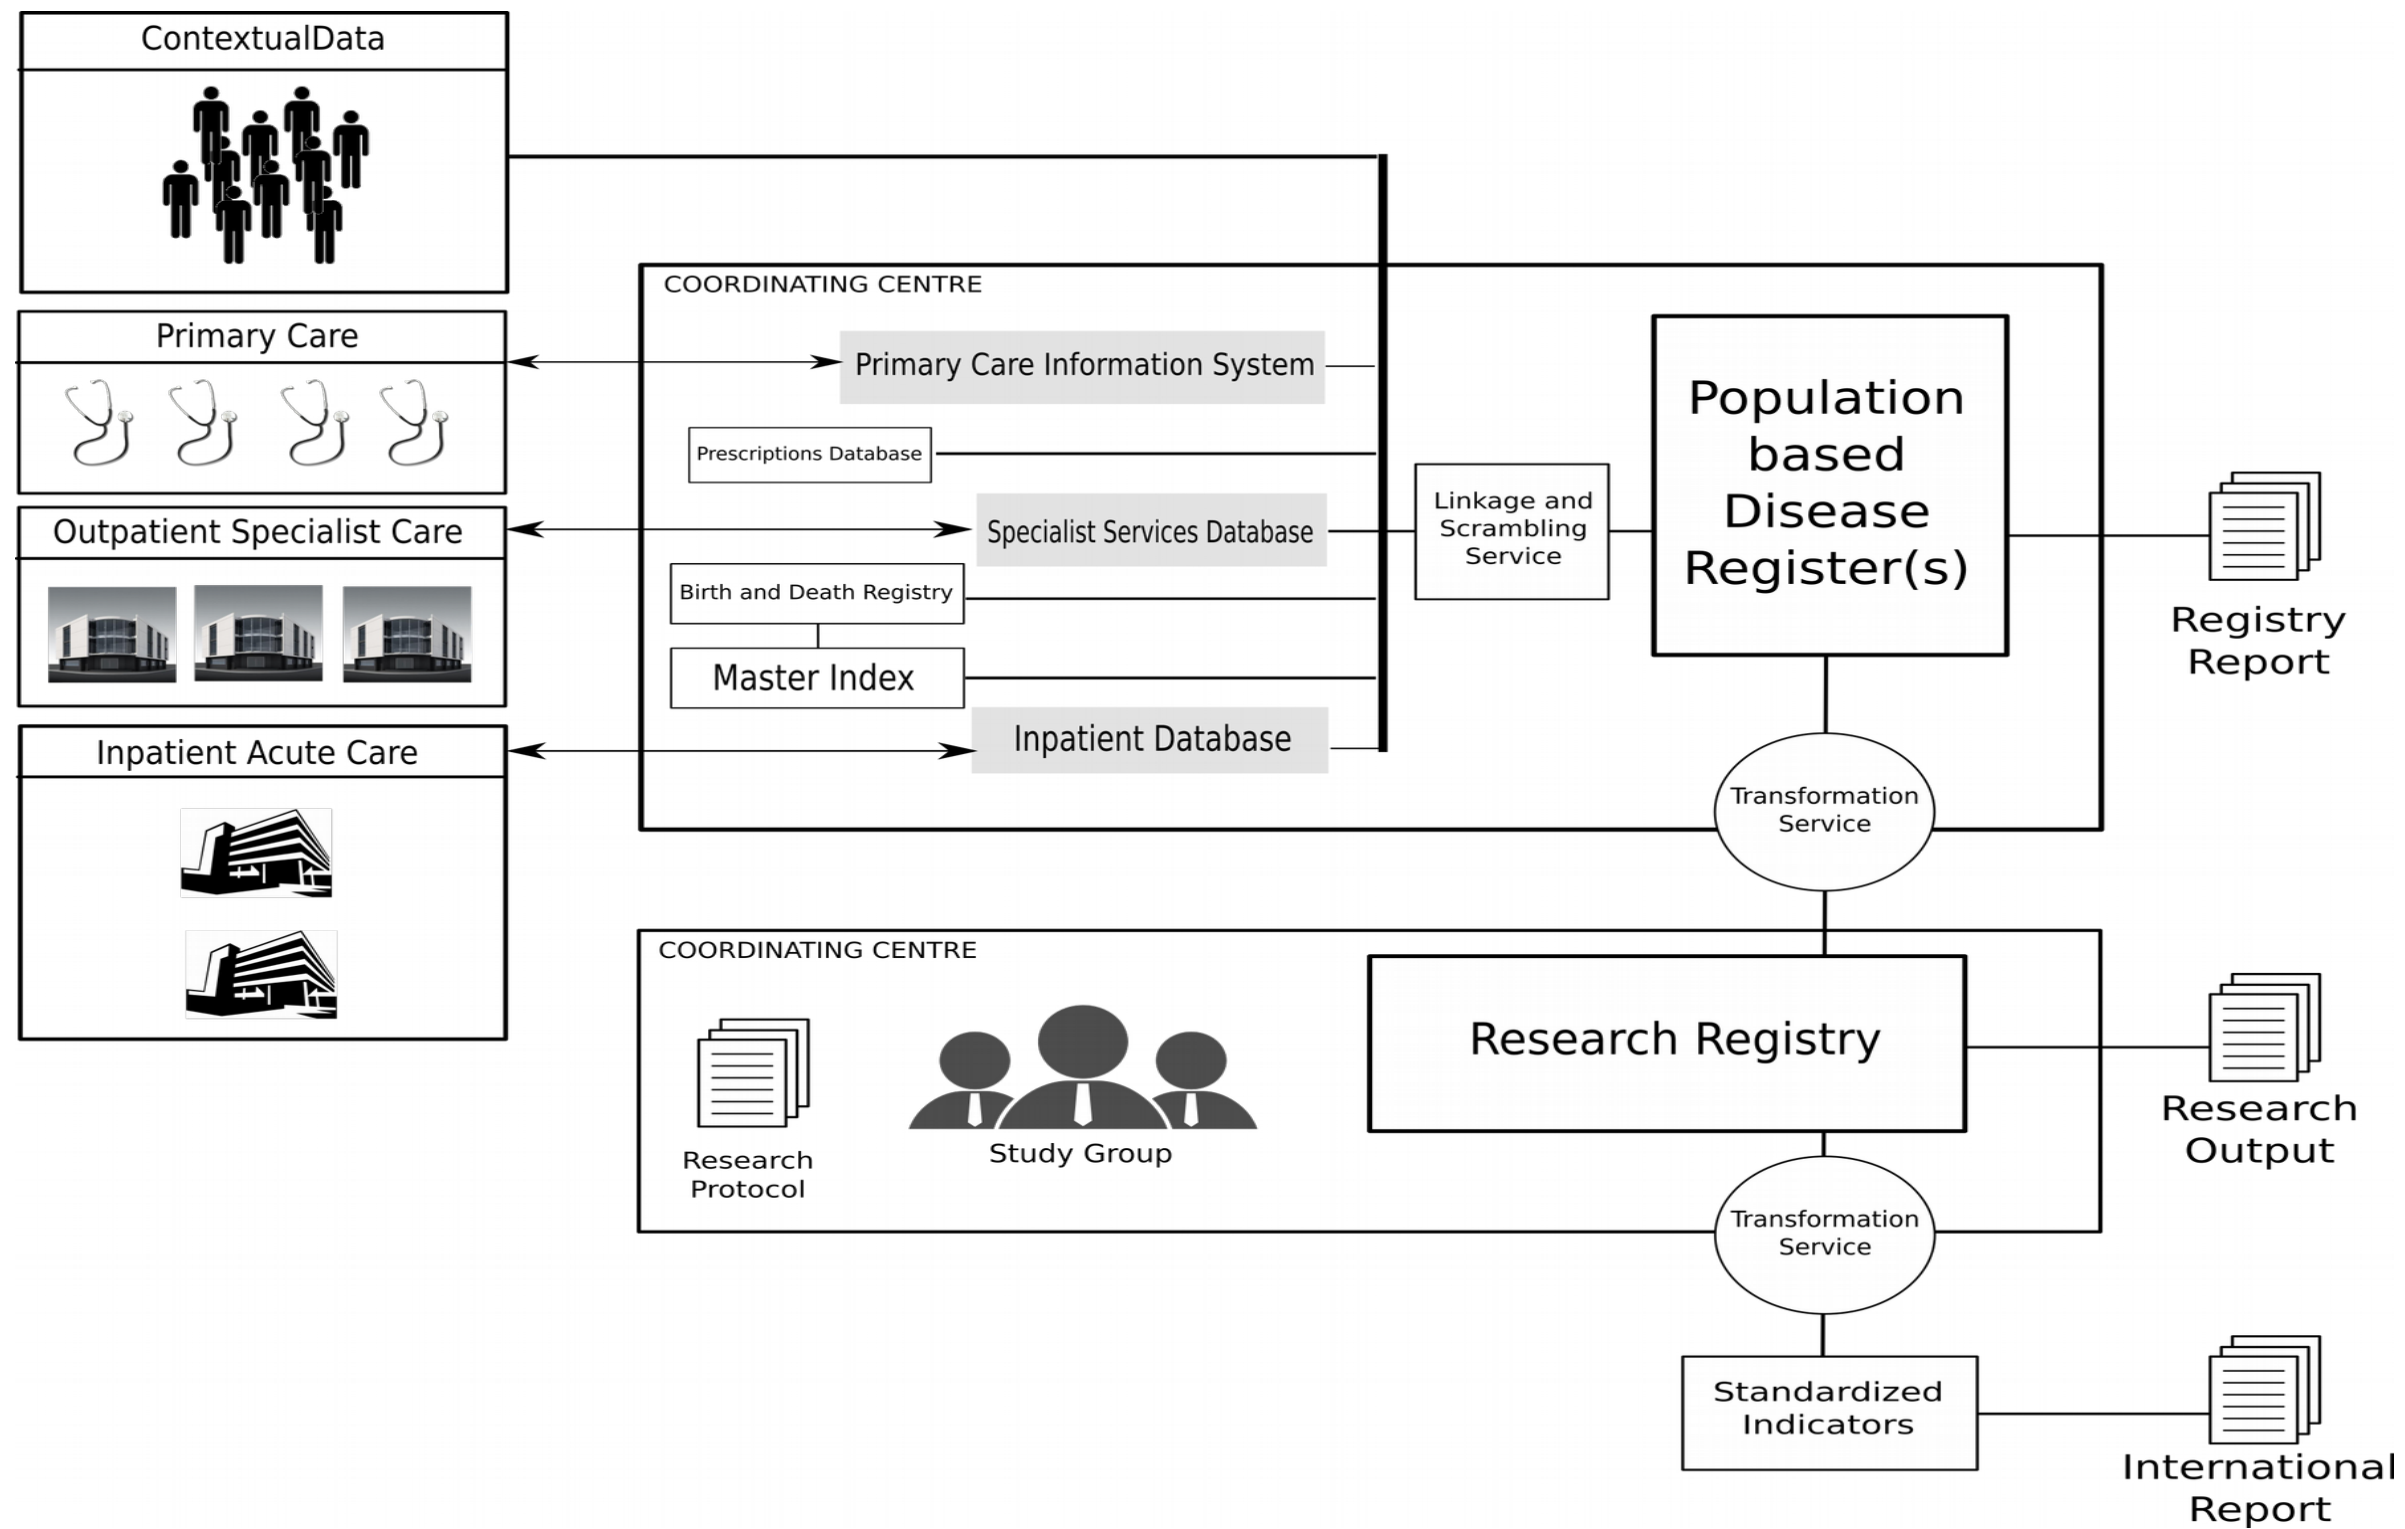 ContextualData
Primary Care
Outpatient Specialist Care
Inpatient Acute Care
COORDINATING CENTRE
Primary Care Information System
Prescriptions Database
Specialist Services Database
Birth and Death Registry
Master Index
Inpatient Database
Linkage and
Scrambling
Service
Population
based
Disease
Register(s)
Registry
Report
Transformation
Service
COORDINATING CENTRE
Research
Protocol
Study Group
Research Registry
Research
Output
Transformation
Service
Standardized
Indicators
International
Report